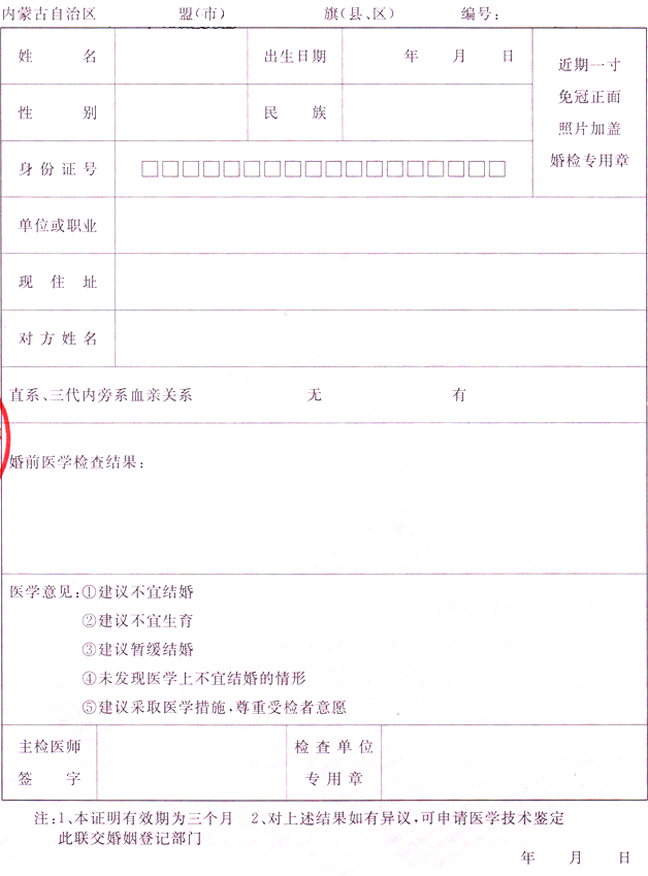 内蒙古自治区 盟(市) 旗(县、区) 编号:
姓 名 出生日期 年 月 日
近期一寸
免冠正面
照片加盖
婚检专用章
性 别 民 族
身份证号 □□□□□□□□□□□□□□□□□□
单位或职业
现 住 址
对方姓名
直系、三代内旁系血亲关系 无 有
婚前医学检查结果:
医学意见:①建议不宜结婚
②建议不宜生育
③建议暂缓结婚
④未发现医学上不宜结婚的情形
⑤建议采取医学措施,尊重受检者意愿
主检医师
签 字
检查单位
专用章
注:1、本证明有效期为三个月 2、对上述结果如有异议,可申请医学技术鉴定
此联交婚姻登记部门
年 月 日